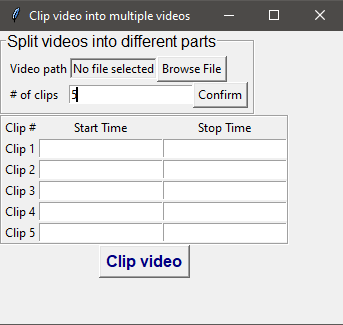 Clip video into multiple videos
Split videos into different parts
Video path No file selected Browse File
# of clips 5 Confirm
Clip # Start Time Stop Time
Clip 1
Clip 2
Clip 3
Clip 4
Clip 5
Clip video